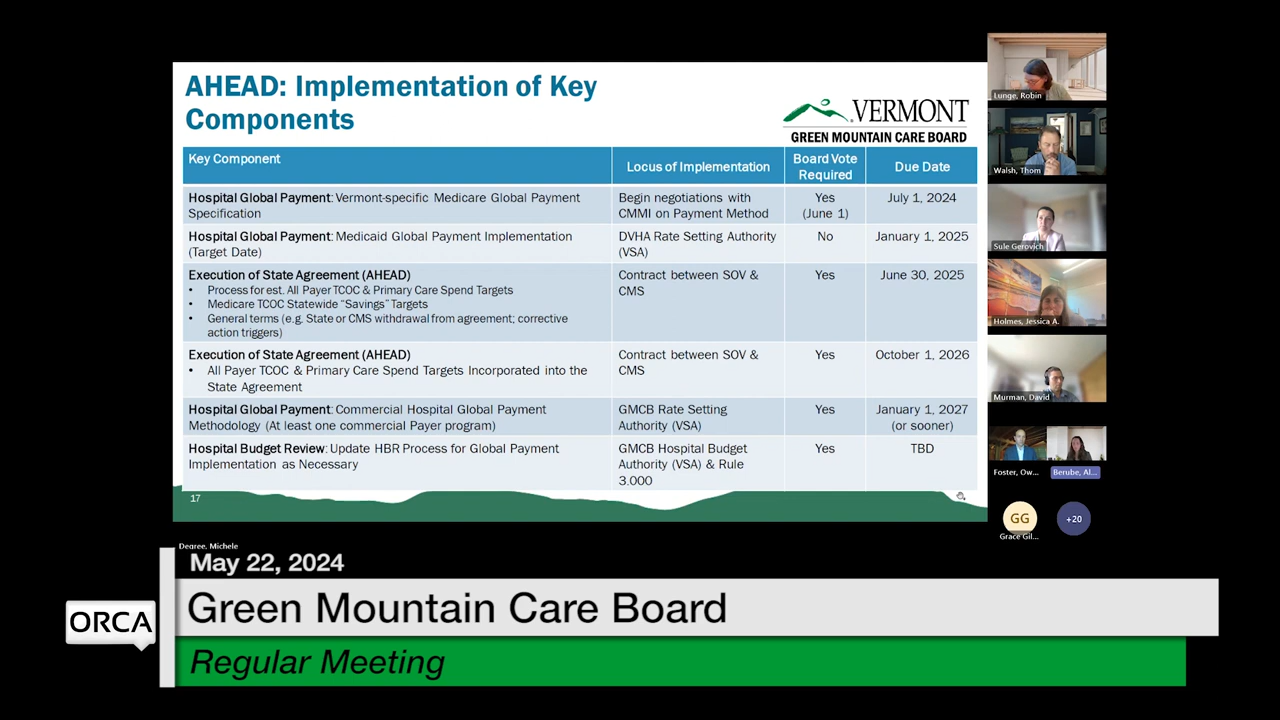 AHEAD: Implementation of Key
Components
VERMONT
GREEN MOUNTAIN CARE BOARD
Key Component
Locus of Implementation
Board Vote
Required
Due Date
Hospital Global Payment: Vermont-specific Medicare Global Payment
Specification
Begin negotiations with
CMMI on Payment Method
Yes
(June 1)
July 1, 2024
Hospital Global Payment: Medicaid Global Payment Implementation
(Target Date)
DVHA Rate Setting Authority
(VSA)
No
January 1, 2025
Execution of State Agreement (AHEAD)
• Process for est. All Payer TCOC & Primary Care Spend Targets
• Medicare TCOC Statewide “Savings” Targets
• General terms (e.g. State or CMS withdrawal from agreement; corrective
action triggers)
Contract between SOV &
CMS
Yes
June 30, 2025
Execution of State Agreement (AHEAD)
• All Payer TCOC & Primary Care Spend Targets Incorporated into the
State Agreement
Contract between SOV &
CMS
Yes
October 1, 2026
Hospital Global Payment: Commercial Hospital Global Payment
Methodology (At least one commercial Payer program)
GMCB Rate Setting
Authority (VSA)
Yes
January 1, 2027
(or sooner)
Hospital Budget Review: Update HBR Process for Global Payment
Implementation as Necessary
GMCB Hospital Budget
Authority (VSA) & Rule
3.000
Yes
TBD
17
Lunge, Robin
Walsh, Thom
Sule Gerovich
Holmes, Jessica A.
Murman, David
Foster, Ow...
Berube, Al...
GG
+20
Grace Gil...
Degree, Michele
May 22, 2024
Green Mountain Care Board
ORCA
Regular Meeting